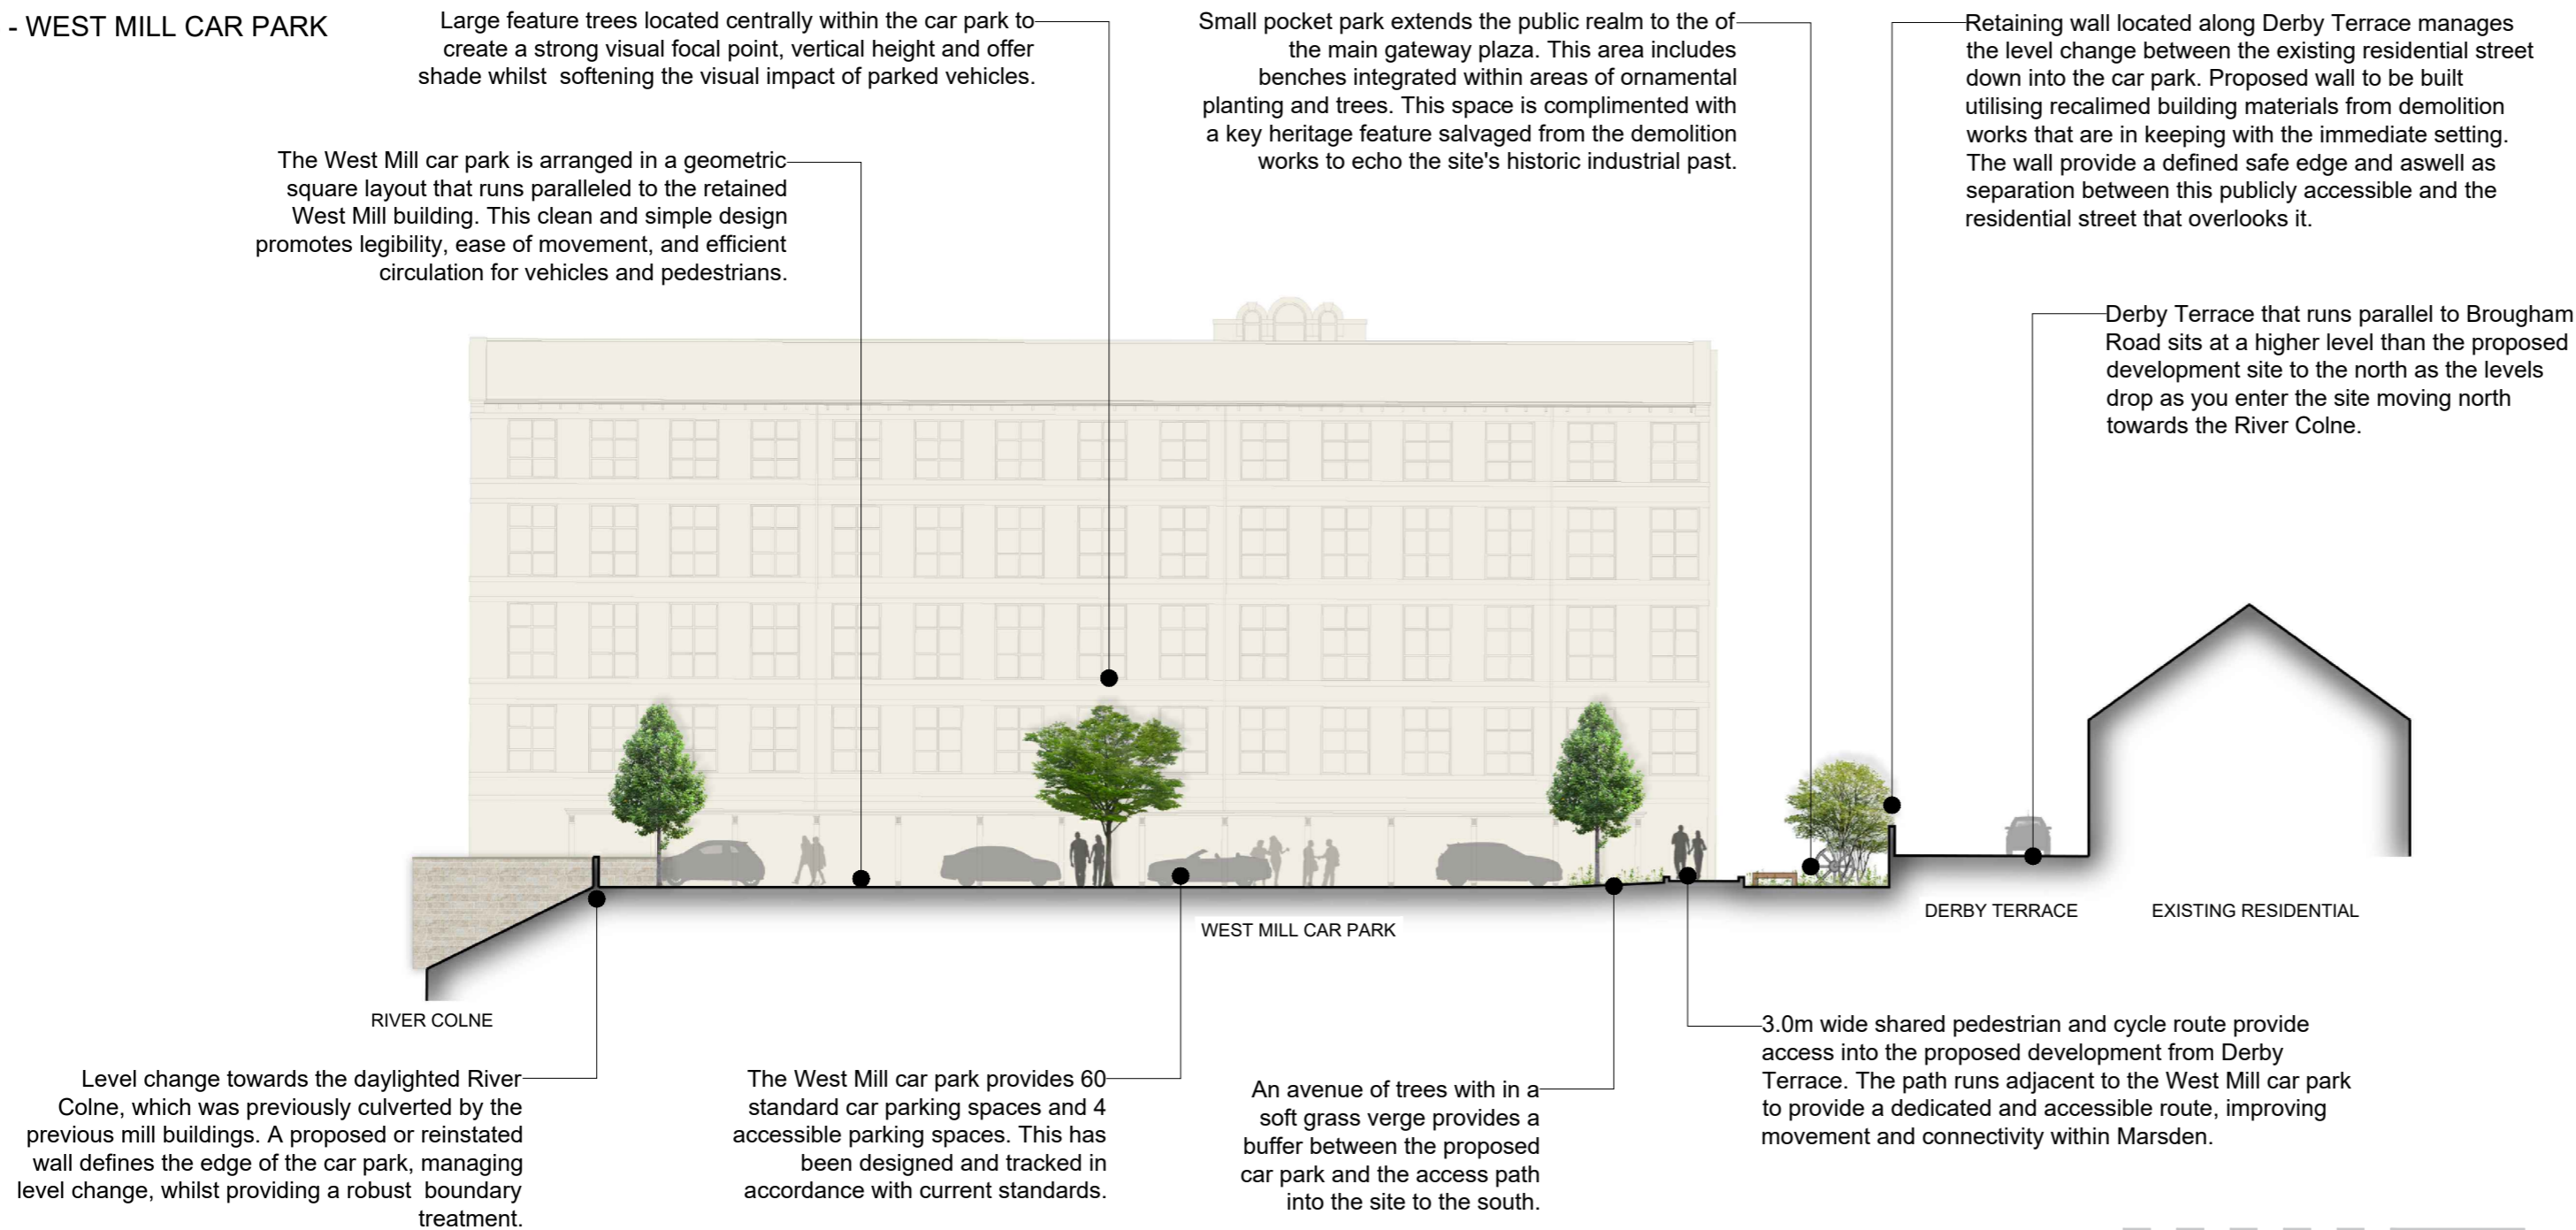 - WEST MILL CAR PARK
Large feature trees located centrally within the car park to
create a strong visual focal point, vertical height and offer
shade whilst  softening the visual impact of parked vehicles.
The West Mill car park is arranged in a geometric
square layout that runs paralleled to the retained
West Mill building. This clean and simple design
promotes legibility, ease of movement, and efficient
circulation for vehicles and pedestrians.
Small pocket park extends the public realm to the of
the main gateway plaza. This area includes
benches integrated within areas of ornamental
planting and trees. This space is complimented with
a key heritage feature salvaged from the demolition
works to echo the site's historic industrial past.
Retaining wall located along Derby Terrace manages
the level change between the existing residential street
down into the car park. Proposed wall to be built
utilising recalimed building materials from demolition
works that are in keeping with the immediate setting.
The wall provide a defined safe edge and aswell as
separation between this publicly accessible and the
residential street that overlooks it.
Derby Terrace that runs parallel to Brougham
Road sits at a higher level than the proposed
development site to the north as the levels
drop as you enter the site moving north
towards the River Colne.
DERBY TERRACE
EXISTING RESIDENTIAL
WEST MILL CAR PARK
RIVER COLNE
Level change towards the daylighted River
Colne, which was previously culverted by the
previous mill buildings. A proposed or reinstated
wall defines the edge of the car park, managing
level change, whilst providing a robust  boundary
treatment.
The West Mill car park provides 60
standard car parking spaces and 4
accessible parking spaces. This has
been designed and tracked in
accordance with current standards.
An avenue of trees with in a
soft grass verge provides a
buffer between the proposed
car park and the access path
into the site to the south.
3.0m wide shared pedestrian and cycle route provide
access into the proposed development from Derby
Terrace. The path runs adjacent to the West Mill car park
to provide a dedicated and accessible route, improving
movement and connectivity within Marsden.